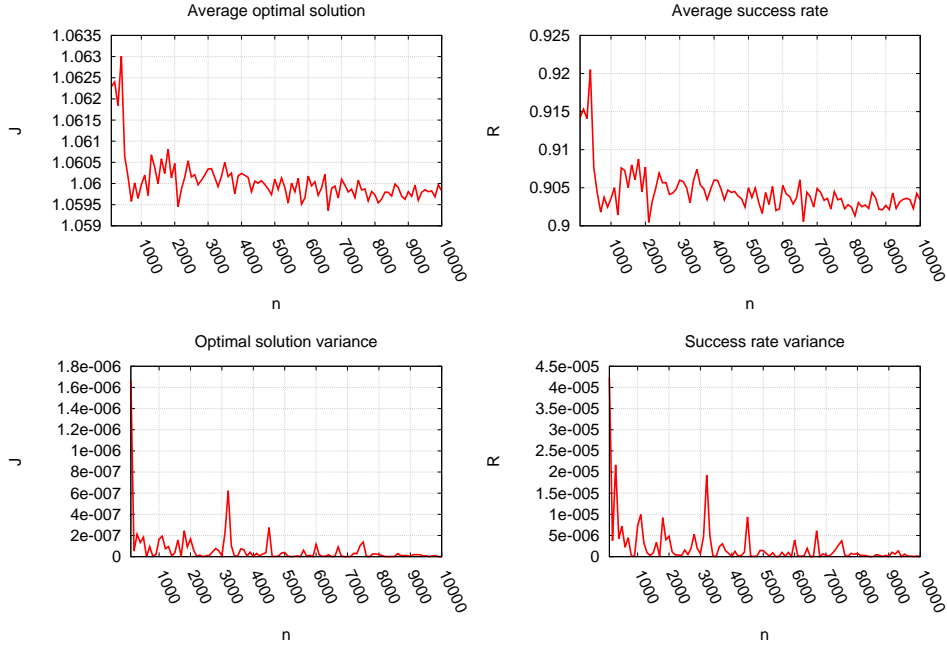 Average optimal solution
1.0635
1.063
1.0625
1.062
1.0615
1.061
1.0605
1.06
1.0595
1.059
J
1000
2000
3000
4000
5000
6000
7000
8000
9000
10000
n
Average success rate
0.925
0.92
0.915
0.91
0.905
0.9
R
1000
2000
3000
4000
5000
6000
7000
8000
9000
10000
n
Optimal solution variance
1.8e-006
1.6e-006
1.4e-006
1.2e-006
1e-006
8e-007
6e-007
4e-007
2e-007
0
J
1000
2000
3000
4000
5000
6000
7000
8000
9000
10000
n
Success rate variance
4.5e-005
4e-005
3.5e-005
3e-005
2.5e-005
2e-005
1.5e-005
1e-005
5e-006
0
R
1000
2000
3000
4000
5000
6000
7000
8000
9000
10000
n